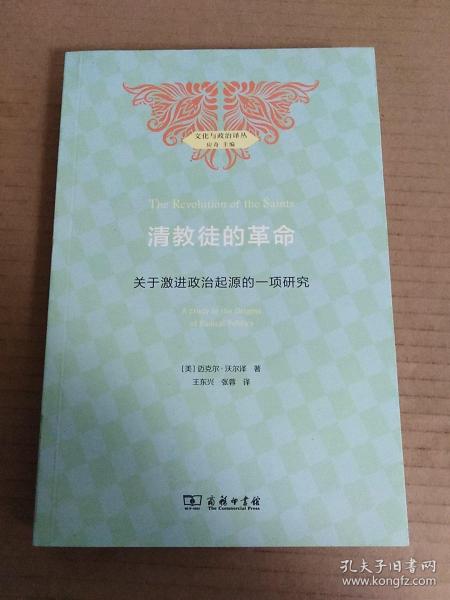 文化与政治译丛
应奇 主编
The Revolution of the Saints
清教徒的革命
关于激进政治起源的一项研究
A Study in the Origins
of Radical Politics
[美] 迈克尔·沃尔泽 著
王东兴 张蓉 译
商务印书馆
The Commercial Press
孔夫子旧书网
www.kongfz.com